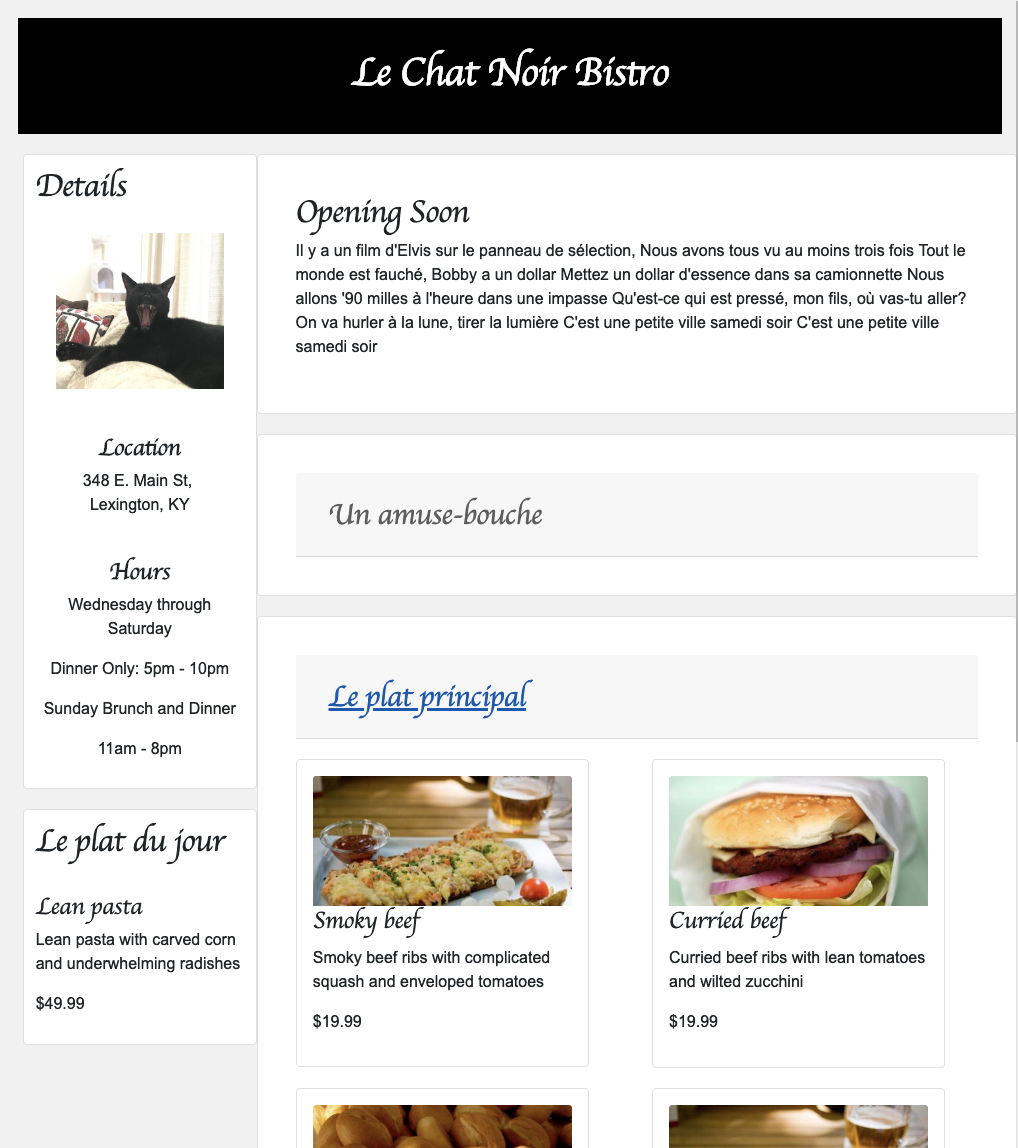 Le Chat Noir Bistro
Details
Location
348 E. Main St,
Lexington, KY
Hours
Wednesday through
Saturday
Dinner Only: 5pm - 10pm
Sunday Brunch and Dinner
11am - 8pm
Le plat du jour
Lean pasta
Lean pasta with carved corn
and underwhelming radishes
$49.99
Opening Soon
Il y a un film d'Elvis sur le panneau de sélection, Nous avons tous vu au moins trois fois Tout le
monde est fauché, Bobby a un dollar Mettez un dollar d'essence dans sa camionnette Nous
allons '90 milles à l'heure dans une impasse Qu'est-ce qui est pressé, mon fils, où vas-tu aller?
On va hurler à la lune, tirer la lumière C'est une petite ville samedi soir C'est une petite ville
samedi soir
Un amuse-bouche
Le plat principal
Smoky beef
Smoky beef ribs with complicated
squash and enveloped tomatoes
$19.99
Curried beef
Curried beef ribs with lean tomatoes
and wilted zucchini
$19.99